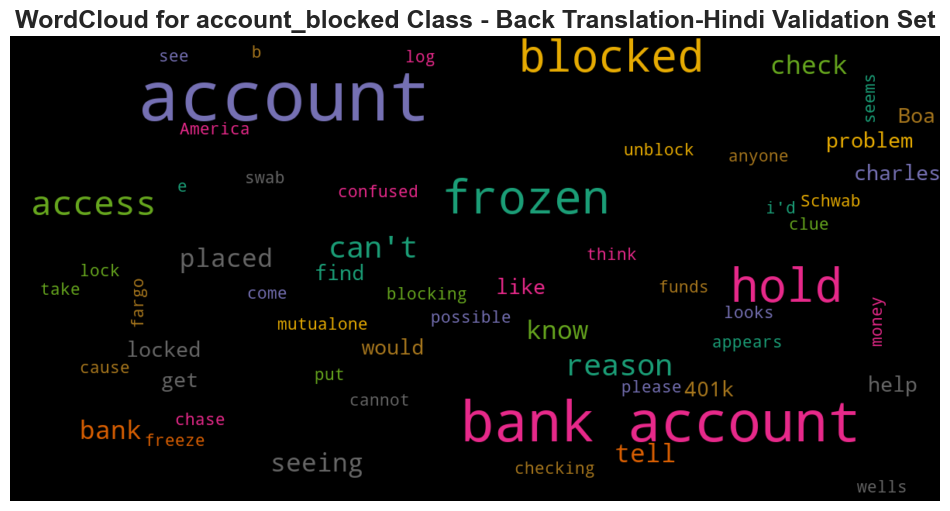 WordCloud for account_blocked Class - Back Translation-Hindi Validation Set
see
b
log
blocked
check
account
seems
America
Boa
unblock
anyone
problem
charles
swab
e
confused
access
frozen
i'd
Schwab
clue
can't
placed
think
find
lock
take
fargo
come
blocking
like
funds
hold
looks
money
mutualone
possible
know
appears
locked
would
cause
get
put
reason
please
401k
help
cannot
chase
bank
freeze
bank account
tell
seeing
checking
wells